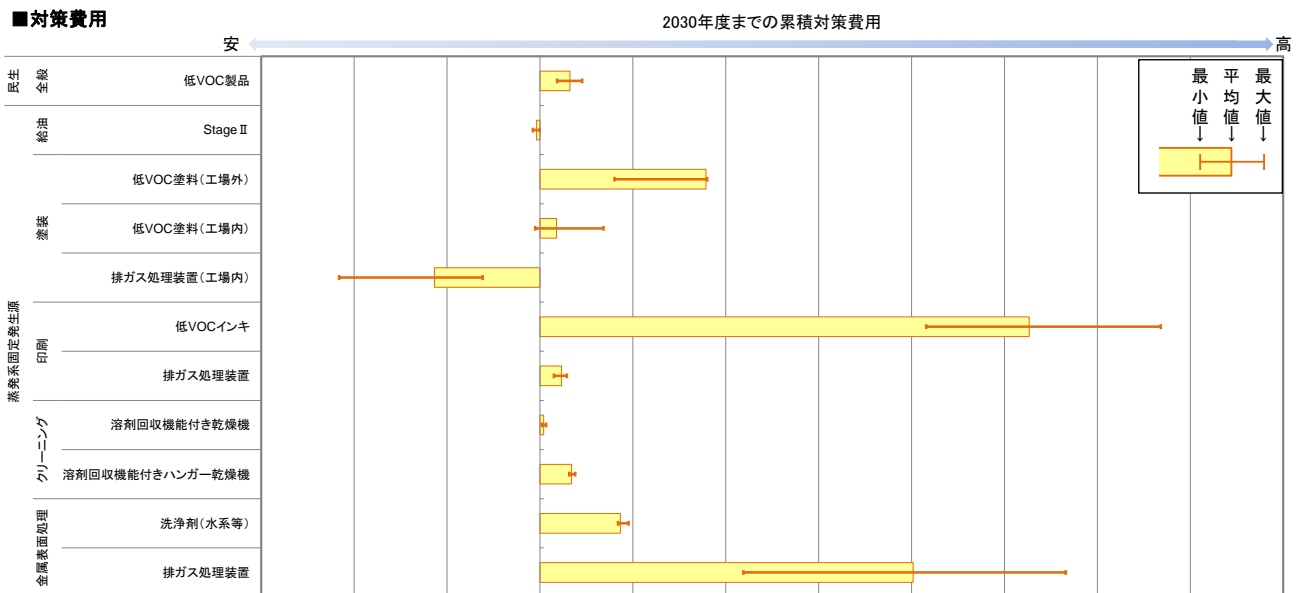 ■対策費用
2030年度までの累積対策費用
安
高
最小値→
平均値→
最大値→
民生
全般
低VOC製品
蒸発系固定発生源
給油
StageⅡ
塗装
低VOC塗料(工場外)
低VOC塗料(工場内)
排ガス処理装置(工場内)
印刷
低VOCインキ
排ガス処理装置
クリーニング
溶剤回収機能付き乾燥機
溶剤回収機能付きハンガー乾燥機
金属表面処理
洗浄剤(水系等)
排ガス処理装置